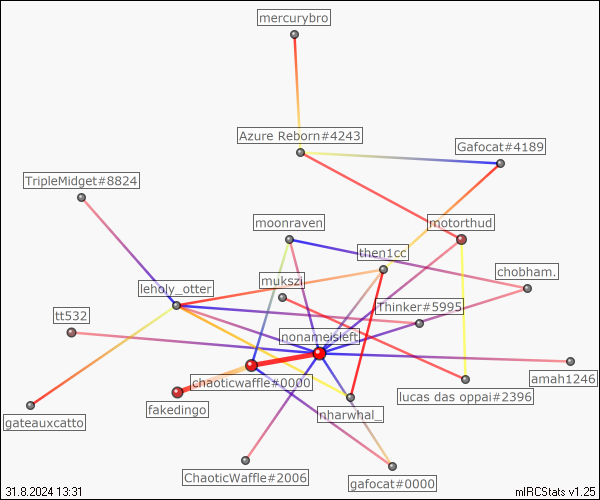 mercurybro
Azure Reborn#4243
Gafocat#4189
TripleMidget#8824
moonraven
motorthud
then1cc
chobham.
mukszi
leholy_otter
Thinker#5995
tt532
nonameisleft
amah1246
chaoticwaffle#0000
lucas das oppai#2396
fakedingo
nharwhal_
gateauxcatto
ChaoticWaffle#2006
gafocat#0000
31.8.2024 13:31
mIRCStats v1.25